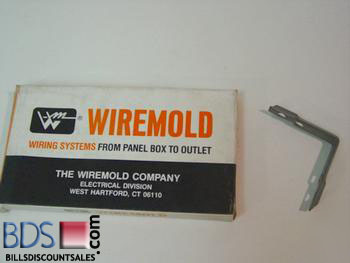 WM ® WIREMOLD
WIRING SYSTEMS FROM PANEL BOX TO OUTLET
THE WIREMOLD COMPANY
ELECTRICAL DIVISION
WEST HARTFORD, CT 06110
BDS.com
BILLSDISCOUNTSALES®